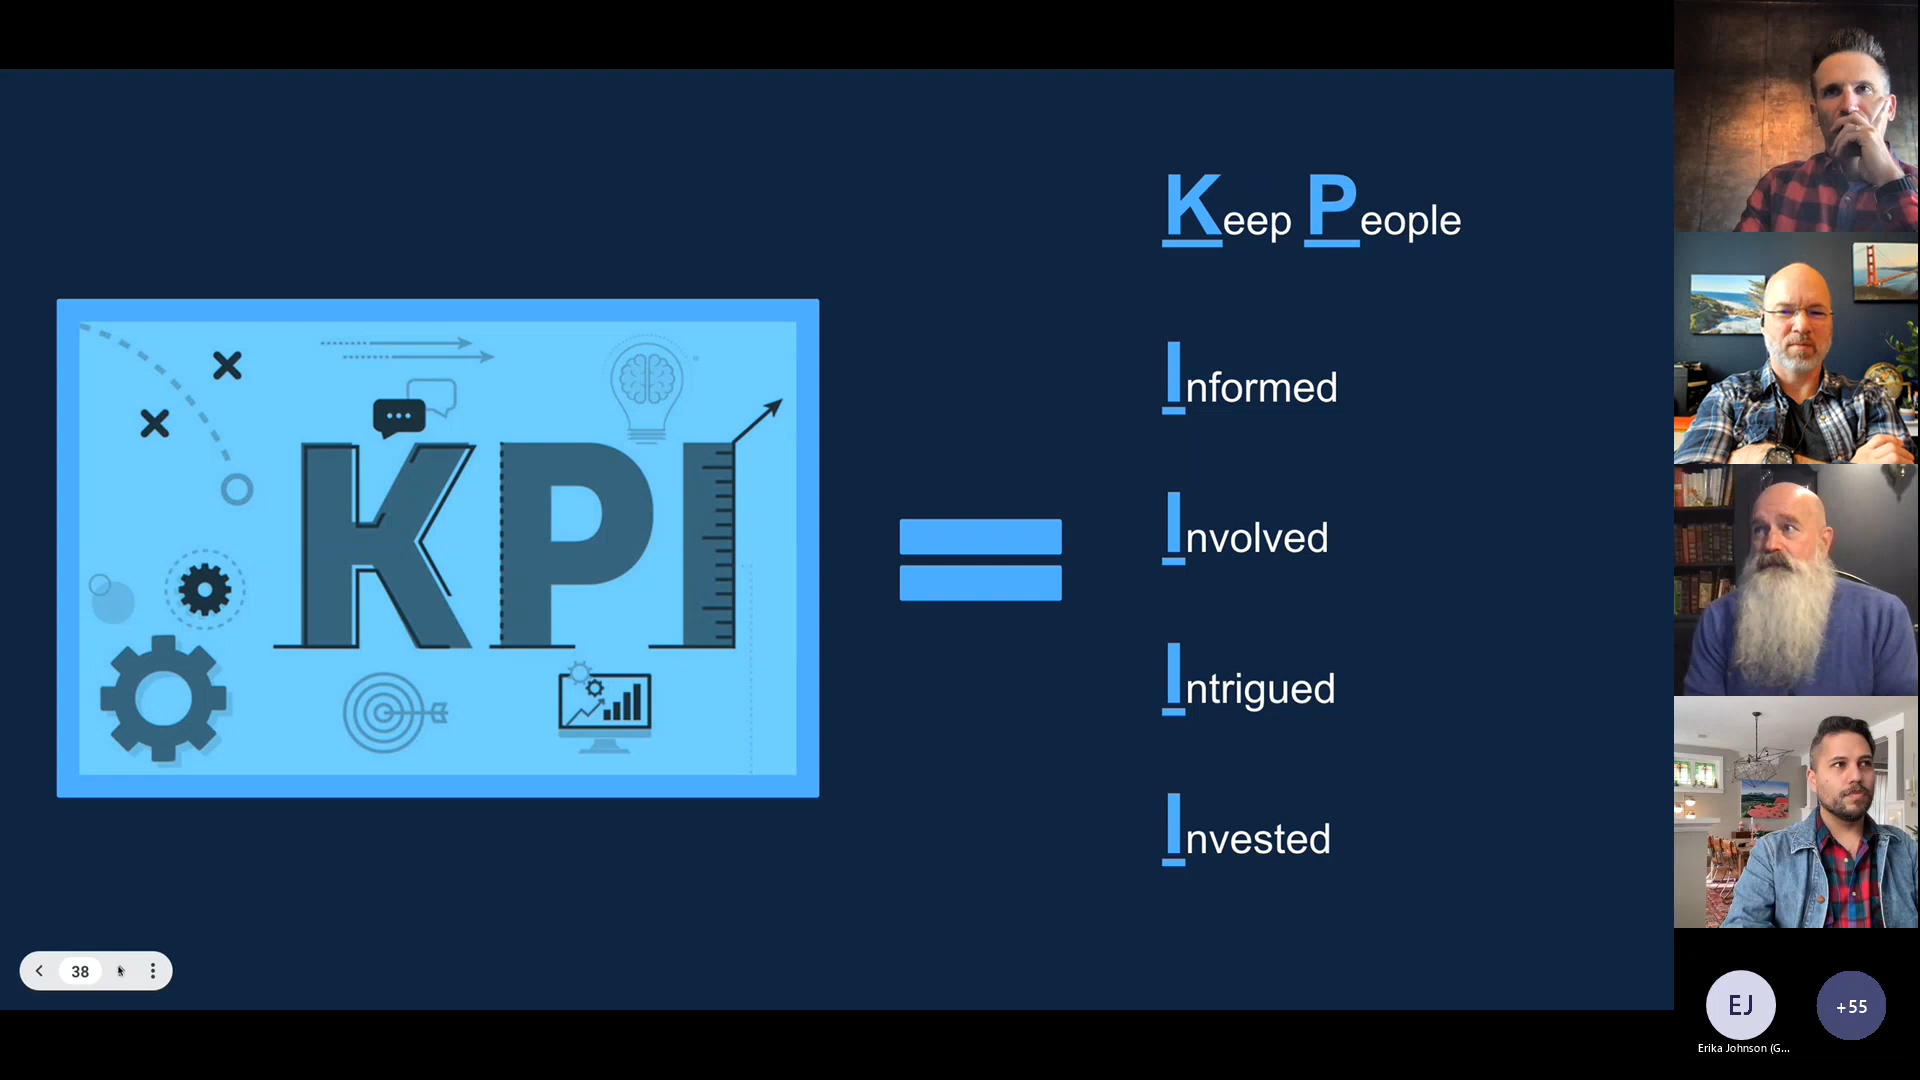 KPI
Keep People
Informed
Involved
Intrigued
Invested
38
EJ
+55
Erika Johnson (G...